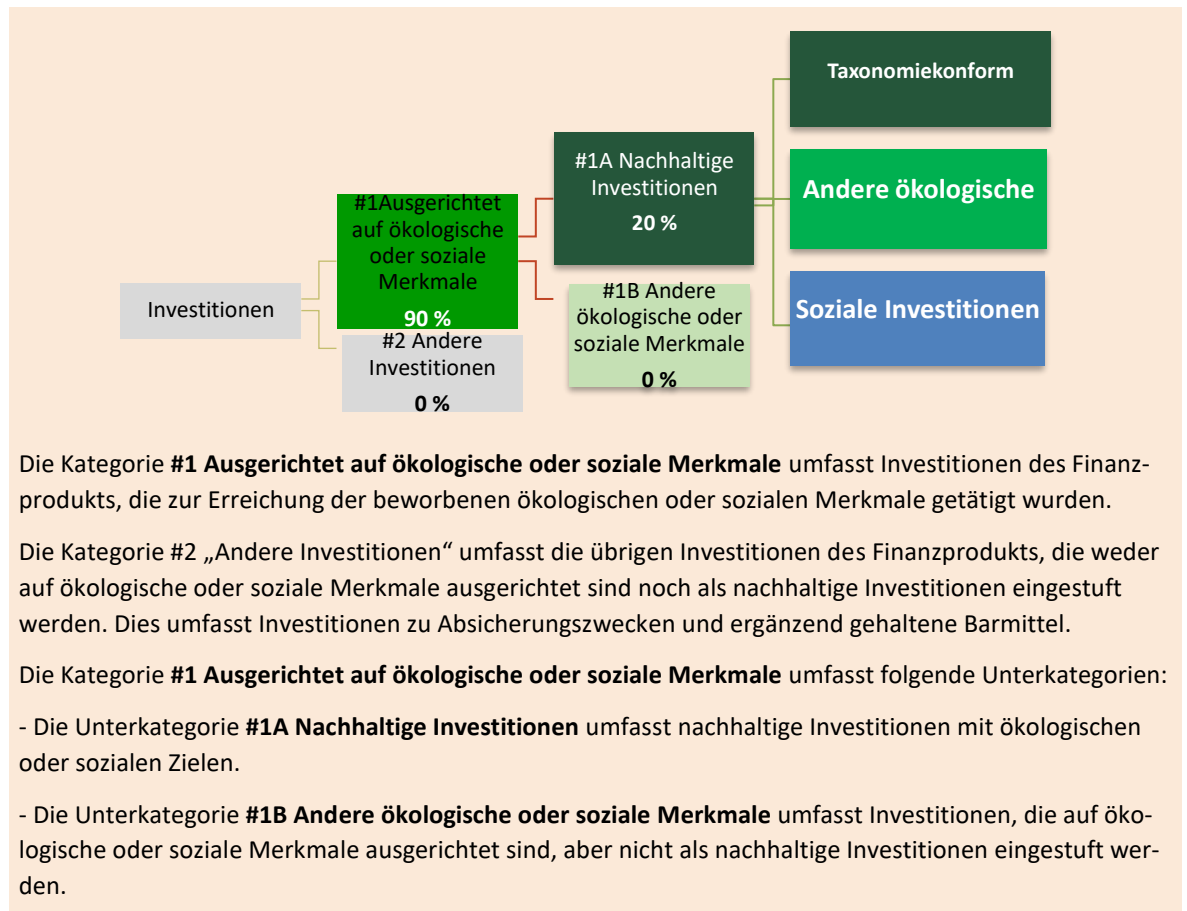 Investitionen
#1Ausgerichtet
auf ökologische
oder soziale
Merkmale
90 %
#2 Andere
Investitionen
0 %
#1A Nachhaltige
Investitionen
20 %
#1B Andere
ökologische oder
soziale Merkmale
0 %
Taxonomiekonform
Andere ökologische
Soziale Investitionen
Die Kategorie #1 Ausgerichtet auf ökologische oder soziale Merkmale umfasst Investitionen des Finanz-
produkts, die zur Erreichung der beworbenen ökologischen oder sozialen Merkmale getätigt wurden.
Die Kategorie #2 „Andere Investitionen“ umfasst die übrigen Investitionen des Finanzprodukts, die weder
auf ökologische oder soziale Merkmale ausgerichtet sind noch als nachhaltige Investitionen eingestuft
werden. Dies umfasst Investitionen zu Absicherungszwecken und ergänzend gehaltene Barmittel.
Die Kategorie #1 Ausgerichtet auf ökologische oder soziale Merkmale umfasst folgende Unterkategorien:
- Die Unterkategorie #1A Nachhaltige Investitionen umfasst nachhaltige Investitionen mit ökologischen
oder sozialen Zielen.
- Die Unterkategorie #1B Andere ökologische oder soziale Merkmale umfasst Investitionen, die auf öko-
logische oder soziale Merkmale ausgerichtet sind, aber nicht als nachhaltige Investitionen eingestuft wer-
den.